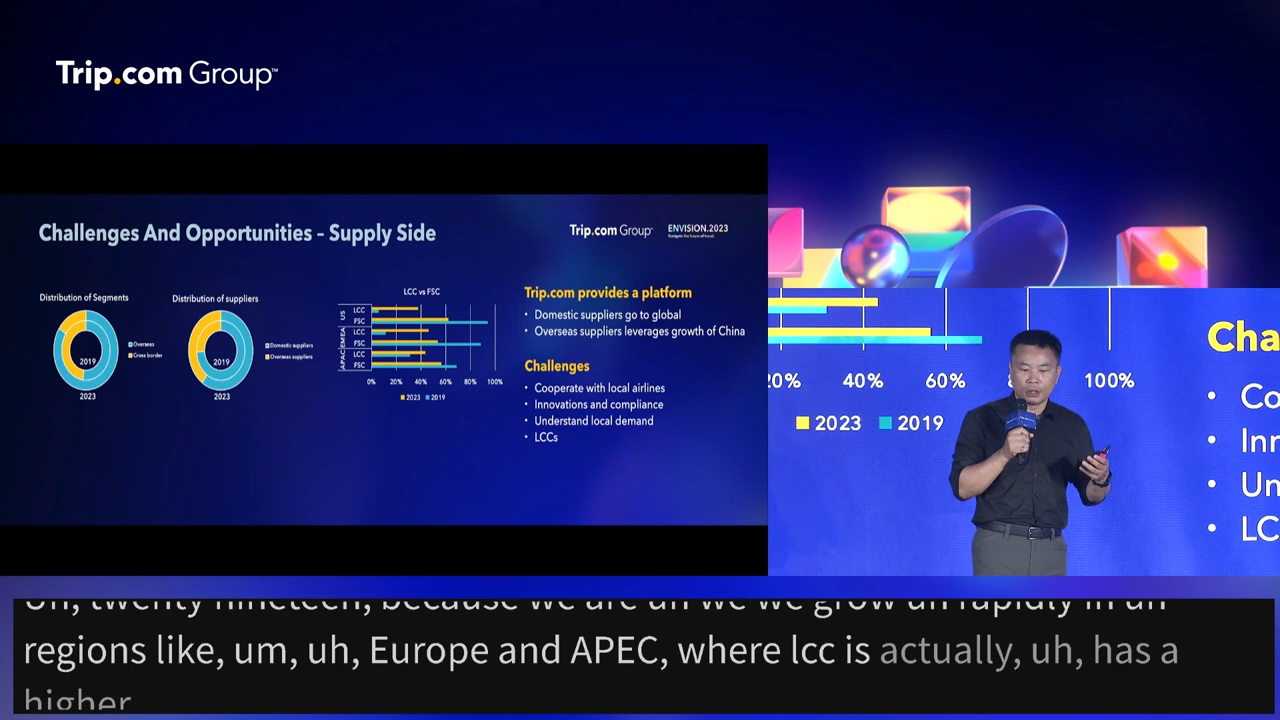 Trip.com Group™
Challenges And Opportunities – Supply Side
Trip.com Group™
ENVISION.2023
Distribution of Segments
2019
2023
Overseas
Cross border
Distribution of suppliers
2019
2023
Domestic suppliers
Overseas suppliers
LCC vs FSC
US
LCC
FSC
EMEA
LCC
FSC
APAC
LCC
FSC
0% 20% 40% 60% 80% 100%
2023 2019
Trip.com provides a platform
• Domestic suppliers go to global
• Overseas suppliers leverages growth of China
Challenges
• Cooperate with local airlines
• Innovations and compliance
• Understand local demand
• LCCs
20% 40% 60% 8 100%
2023 2019
Cha
• Co
• Inn
• Un
• LC
Uh, twenty nineteen, because we are uh we we grow uh rapidly in uh
regions like, um, uh, Europe and APEC, where lcc is actually, uh, has a
higher